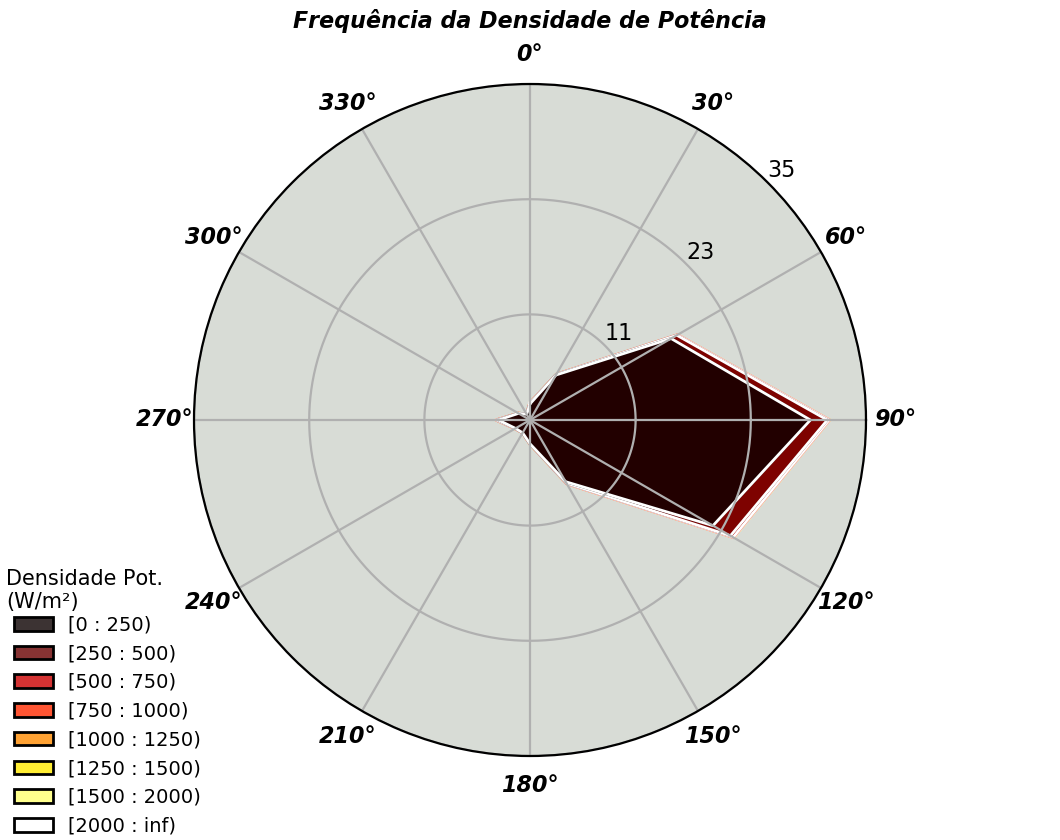 Frequência da Densidade de Potência
0°
330°
30°
35
300°
60°
23
11
270°
90°
240°
120°
210°
150°
180°
Densidade Pot.
(W/m²)
[0 : 250)
[250 : 500)
[500 : 750)
[750 : 1000)
[1000 : 1250)
[1250 : 1500)
[1500 : 2000)
[2000 : inf)